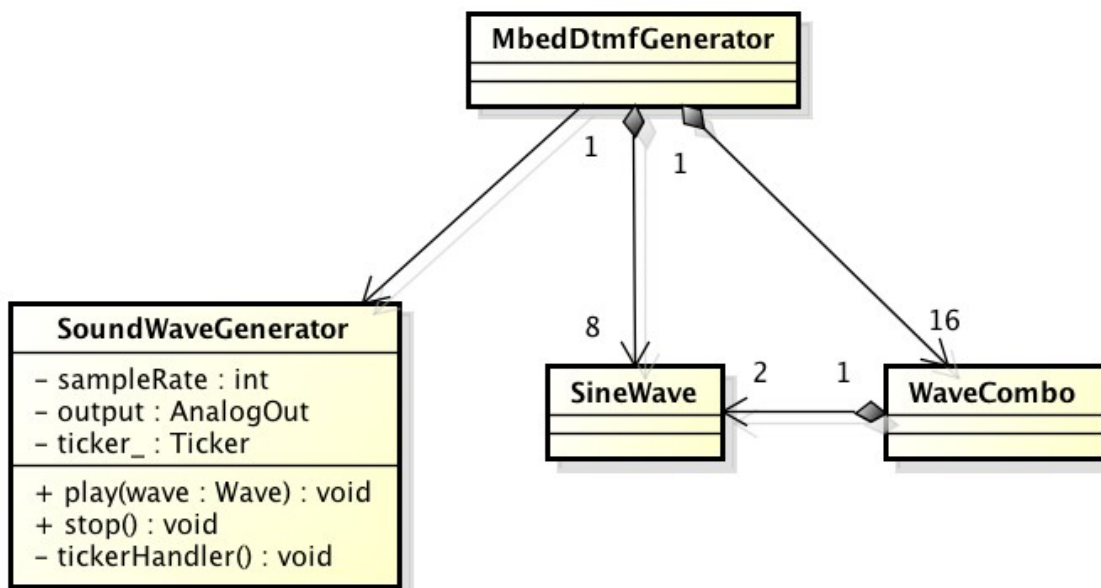 MbedDtmfGenerator
1
1
8
16
SoundWaveGenerator
– sampleRate : int
– output : AnalogOut
– ticker_ : Ticker
+ play(wave : Wave) : void
+ stop() : void
– tickerHandler() : void
SineWave
2
1
WaveCombo